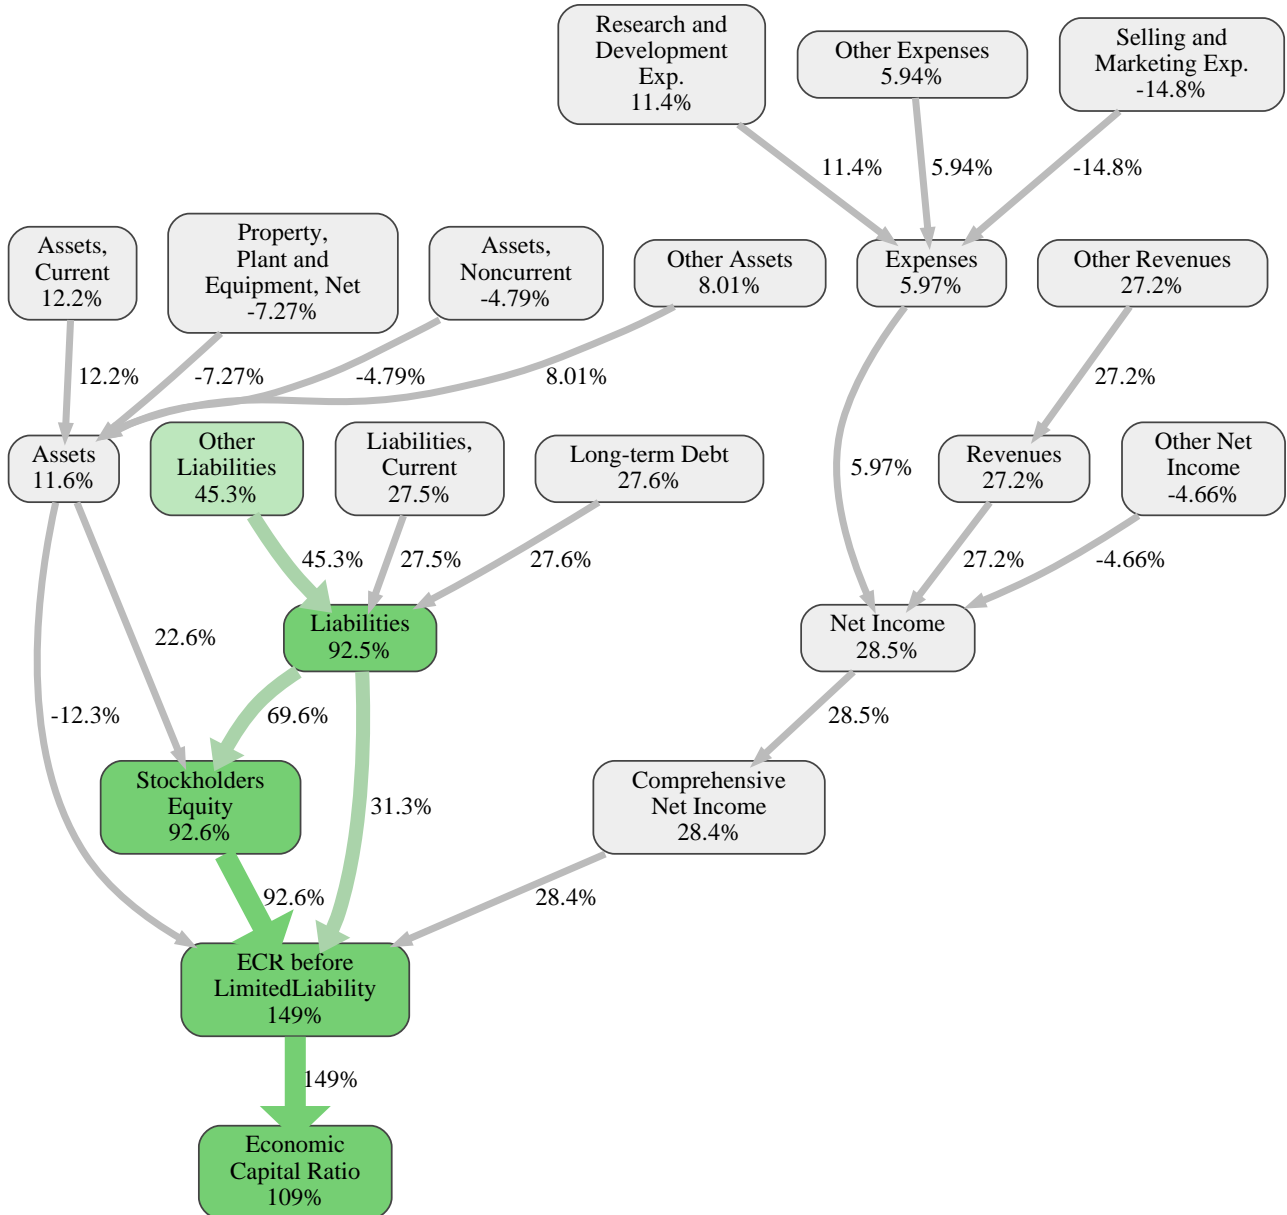 Research and
Development
Exp.
11.4%
Other Expenses
5.94%
Selling and
Marketing Exp.
-14.8%
11.4%
5.94%
-14.8%
Assets,
Current
12.2%
Property,
Plant and
Equipment, Net
-7.27%
Assets,
Noncurrent
-4.79%
Other Assets
8.01%
Expenses
5.97%
Other Revenues
27.2%
12.2%
-7.27%
-4.79%
8.01%
27.2%
Assets
11.6%
Other
Liabilities
45.3%
Liabilities,
Current
27.5%
Long-term Debt
27.6%
5.97%
Revenues
27.2%
Other Net
Income
-4.66%
45.3%
27.5%
27.6%
27.2%
-4.66%
Liabilities
92.5%
Net Income
28.5%
22.6%
-12.3%
69.6%
28.5%
Stockholders
Equity
92.6%
31.3%
Comprehensive
Net Income
28.4%
92.6%
28.4%
ECR before
LimitedLiability
149%
149%
Economic
Capital Ratio
109%